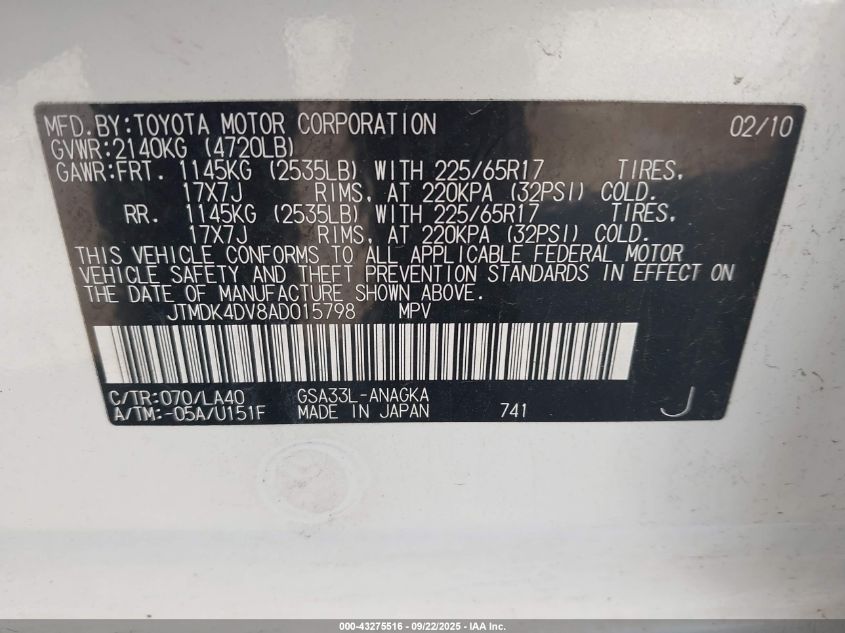 MFD.BY:TOYOTA MOTOR CORPORATION 02/10
GVWR:2140KG (4720LB)
GAWR:FRT. 1145KG (2535LB) WITH 225/65R17 TIRES,
17X7J RIMS, AT 220KPA (32PSI) COLD.
RR. 1145KG (2535LB) WITH 225/65R17 TIRES,
17X7J RIMS, AT 220KPA (32PSI) COLD.
THIS VEHICLE CONFORMS TO ALL APPLICABLE FEDERAL MOTOR
VEHICLE SAFETY AND THEFT PREVENTION STANDARDS IN EFFECT ON
THE DATE OF MANUFACTURE SHOWN ABOVE.
JTMDK4DV8AD015798 MPV
C/TR:070/LA40 GSA33L-ANAGKA
A/TM:-05A/U151F MADE IN JAPAN 741 J
000-43275516 - 09/22/2025 - IAA Inc.